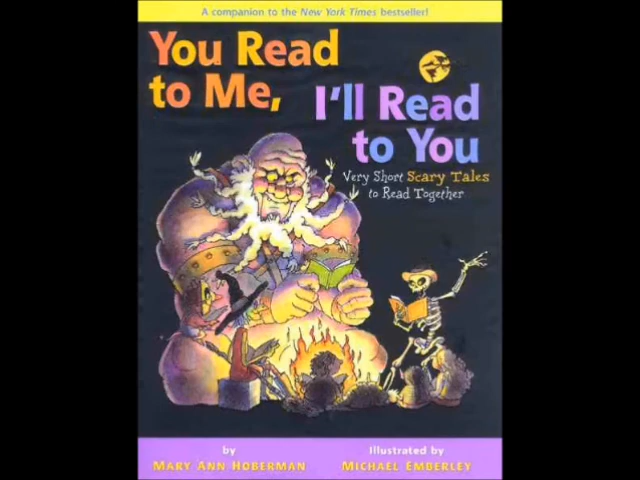 A companion to the New York Times bestseller!
You Read
to Me,
I'll Read
to You
Very Short Scary Tales
to Read Together
by
Mary Ann Hoberman
Illustrated by
Michael Emberley